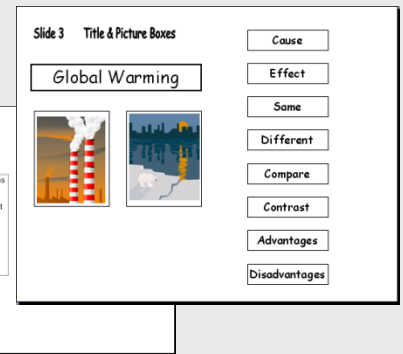 Slide 3 Title & Picture Boxes
Global Warming
Cause
Effect
Same
Different
Compare
Contrast
Advantages
Disadvantages